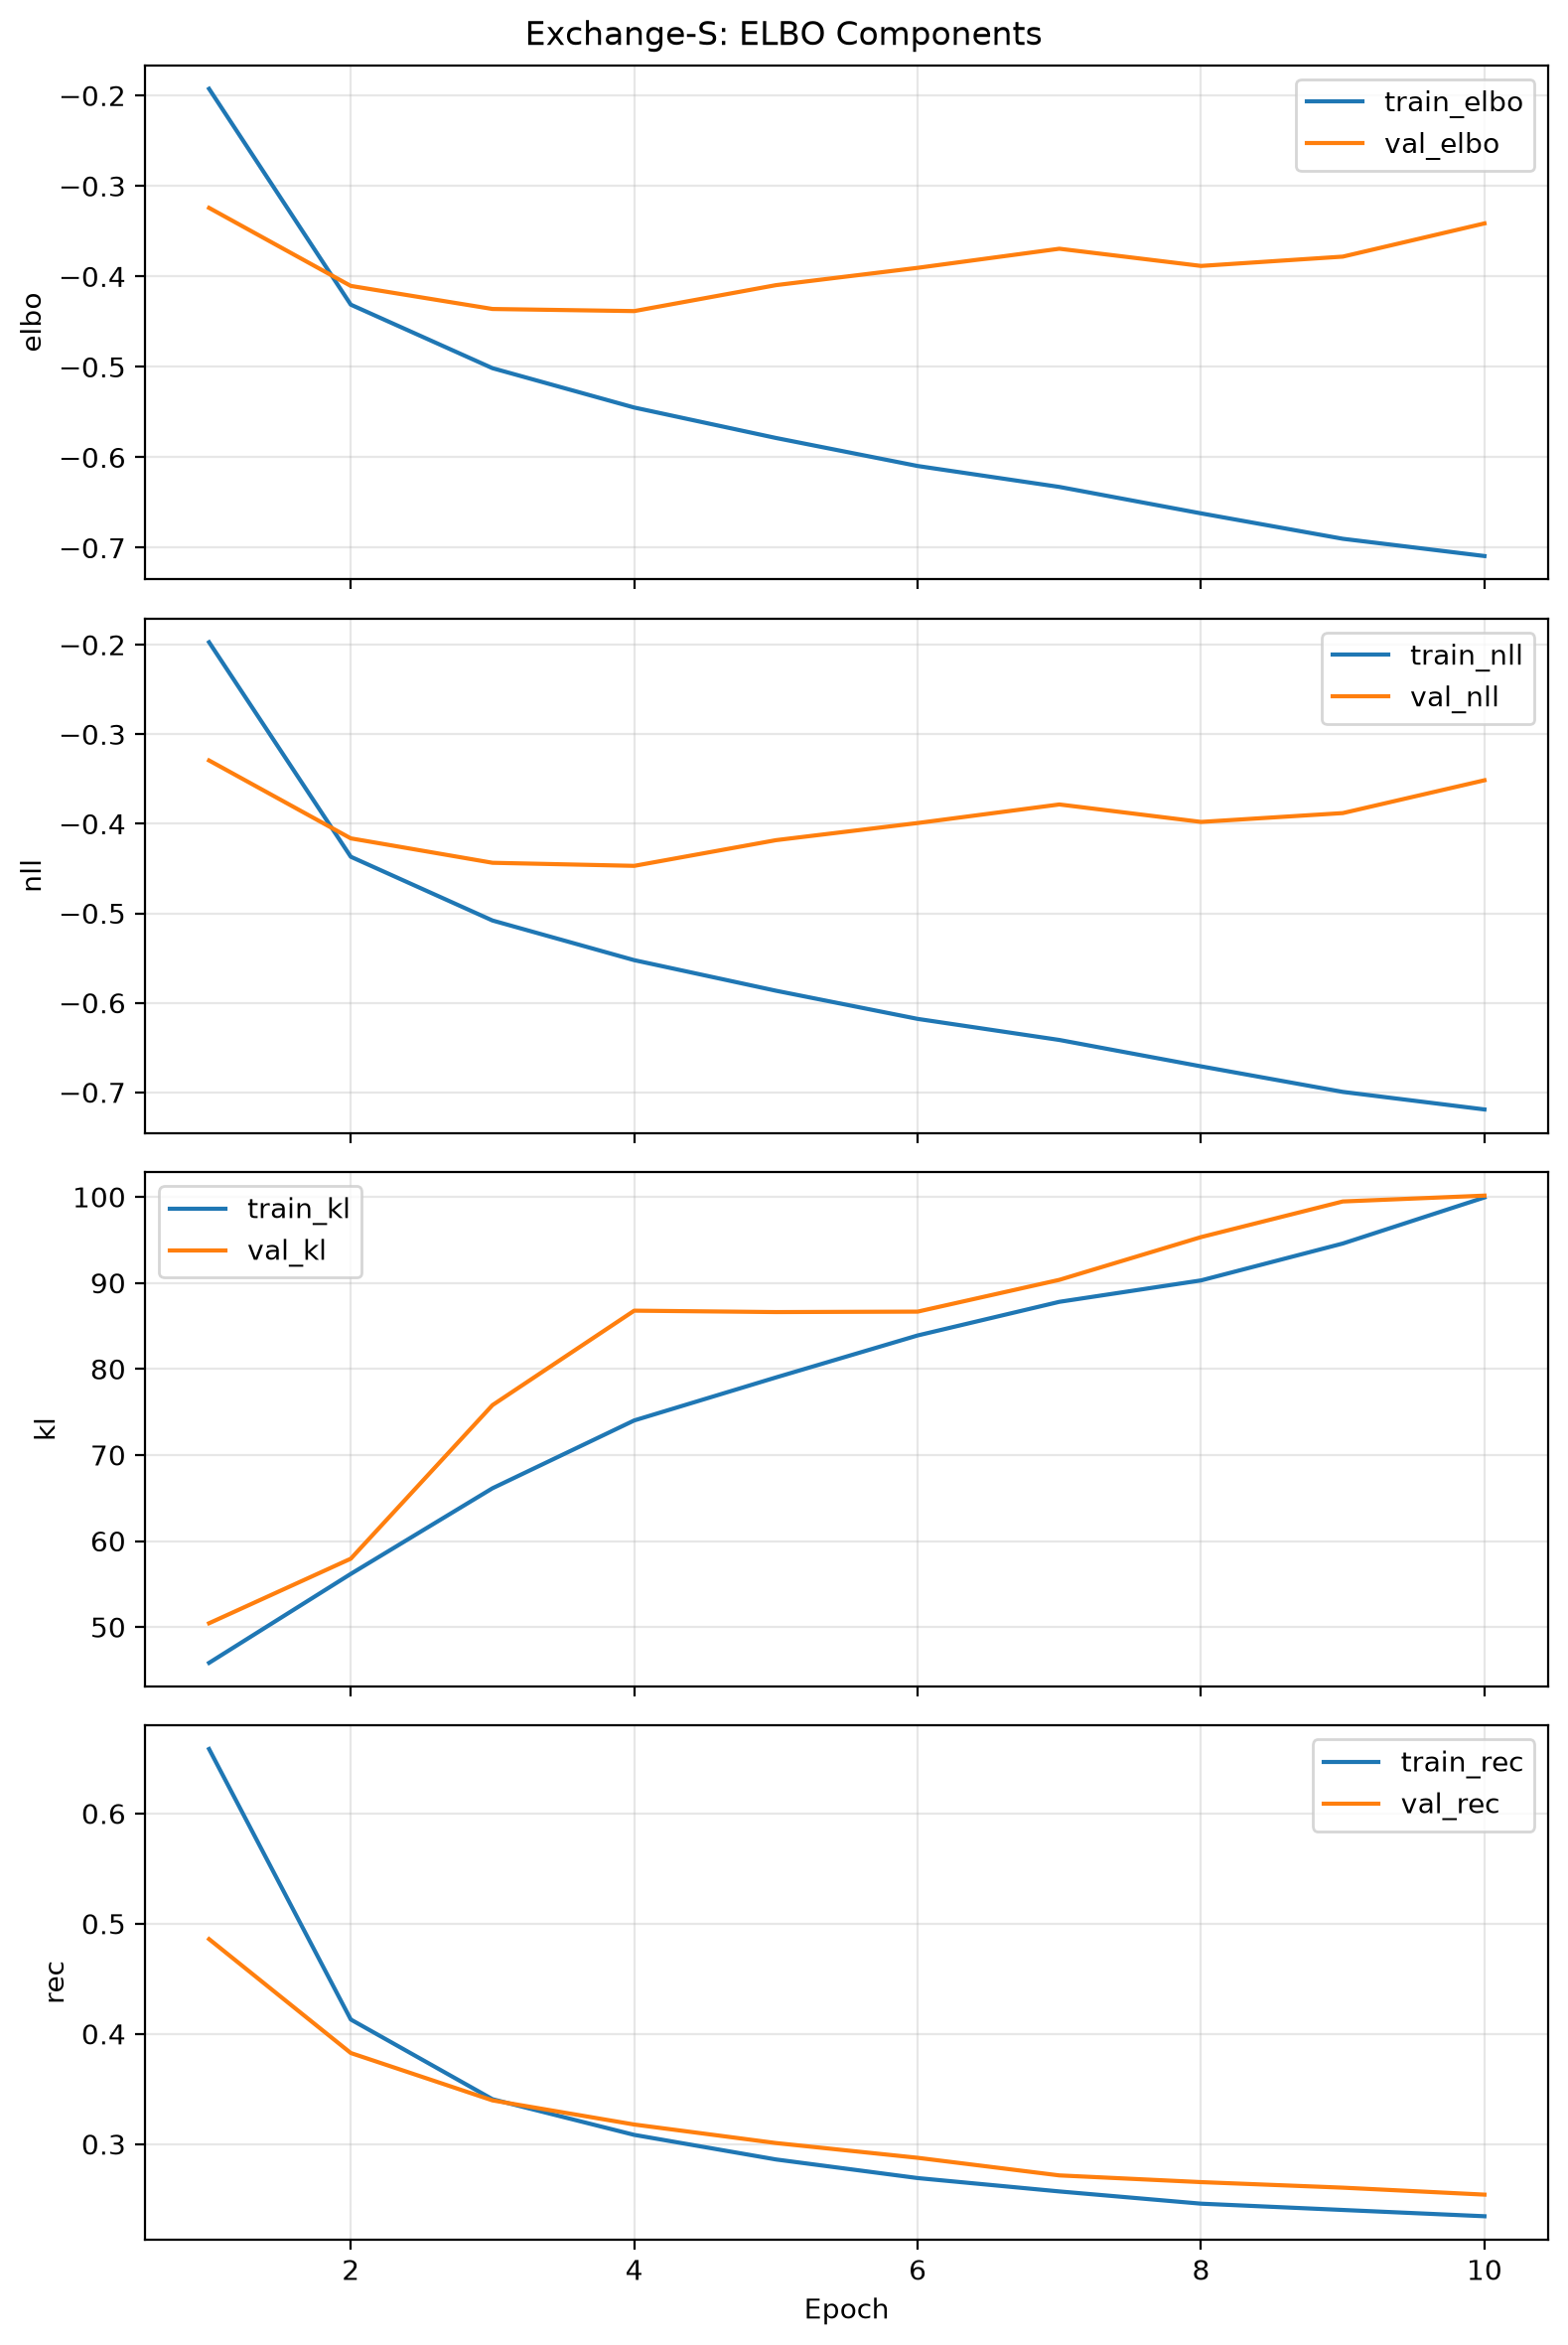 Exchange-S: ELBO Components
elbo
−0.2
−0.3
−0.4
−0.5
−0.6
−0.7
train_elbo
val_elbo
nll
−0.2
−0.3
−0.4
−0.5
−0.6
−0.7
train_nll
val_nll
kl
100
90
80
70
60
50
train_kl
val_kl
rec
0.6
0.5
0.4
0.3
train_rec
val_rec
2 4 6 8 10
Epoch